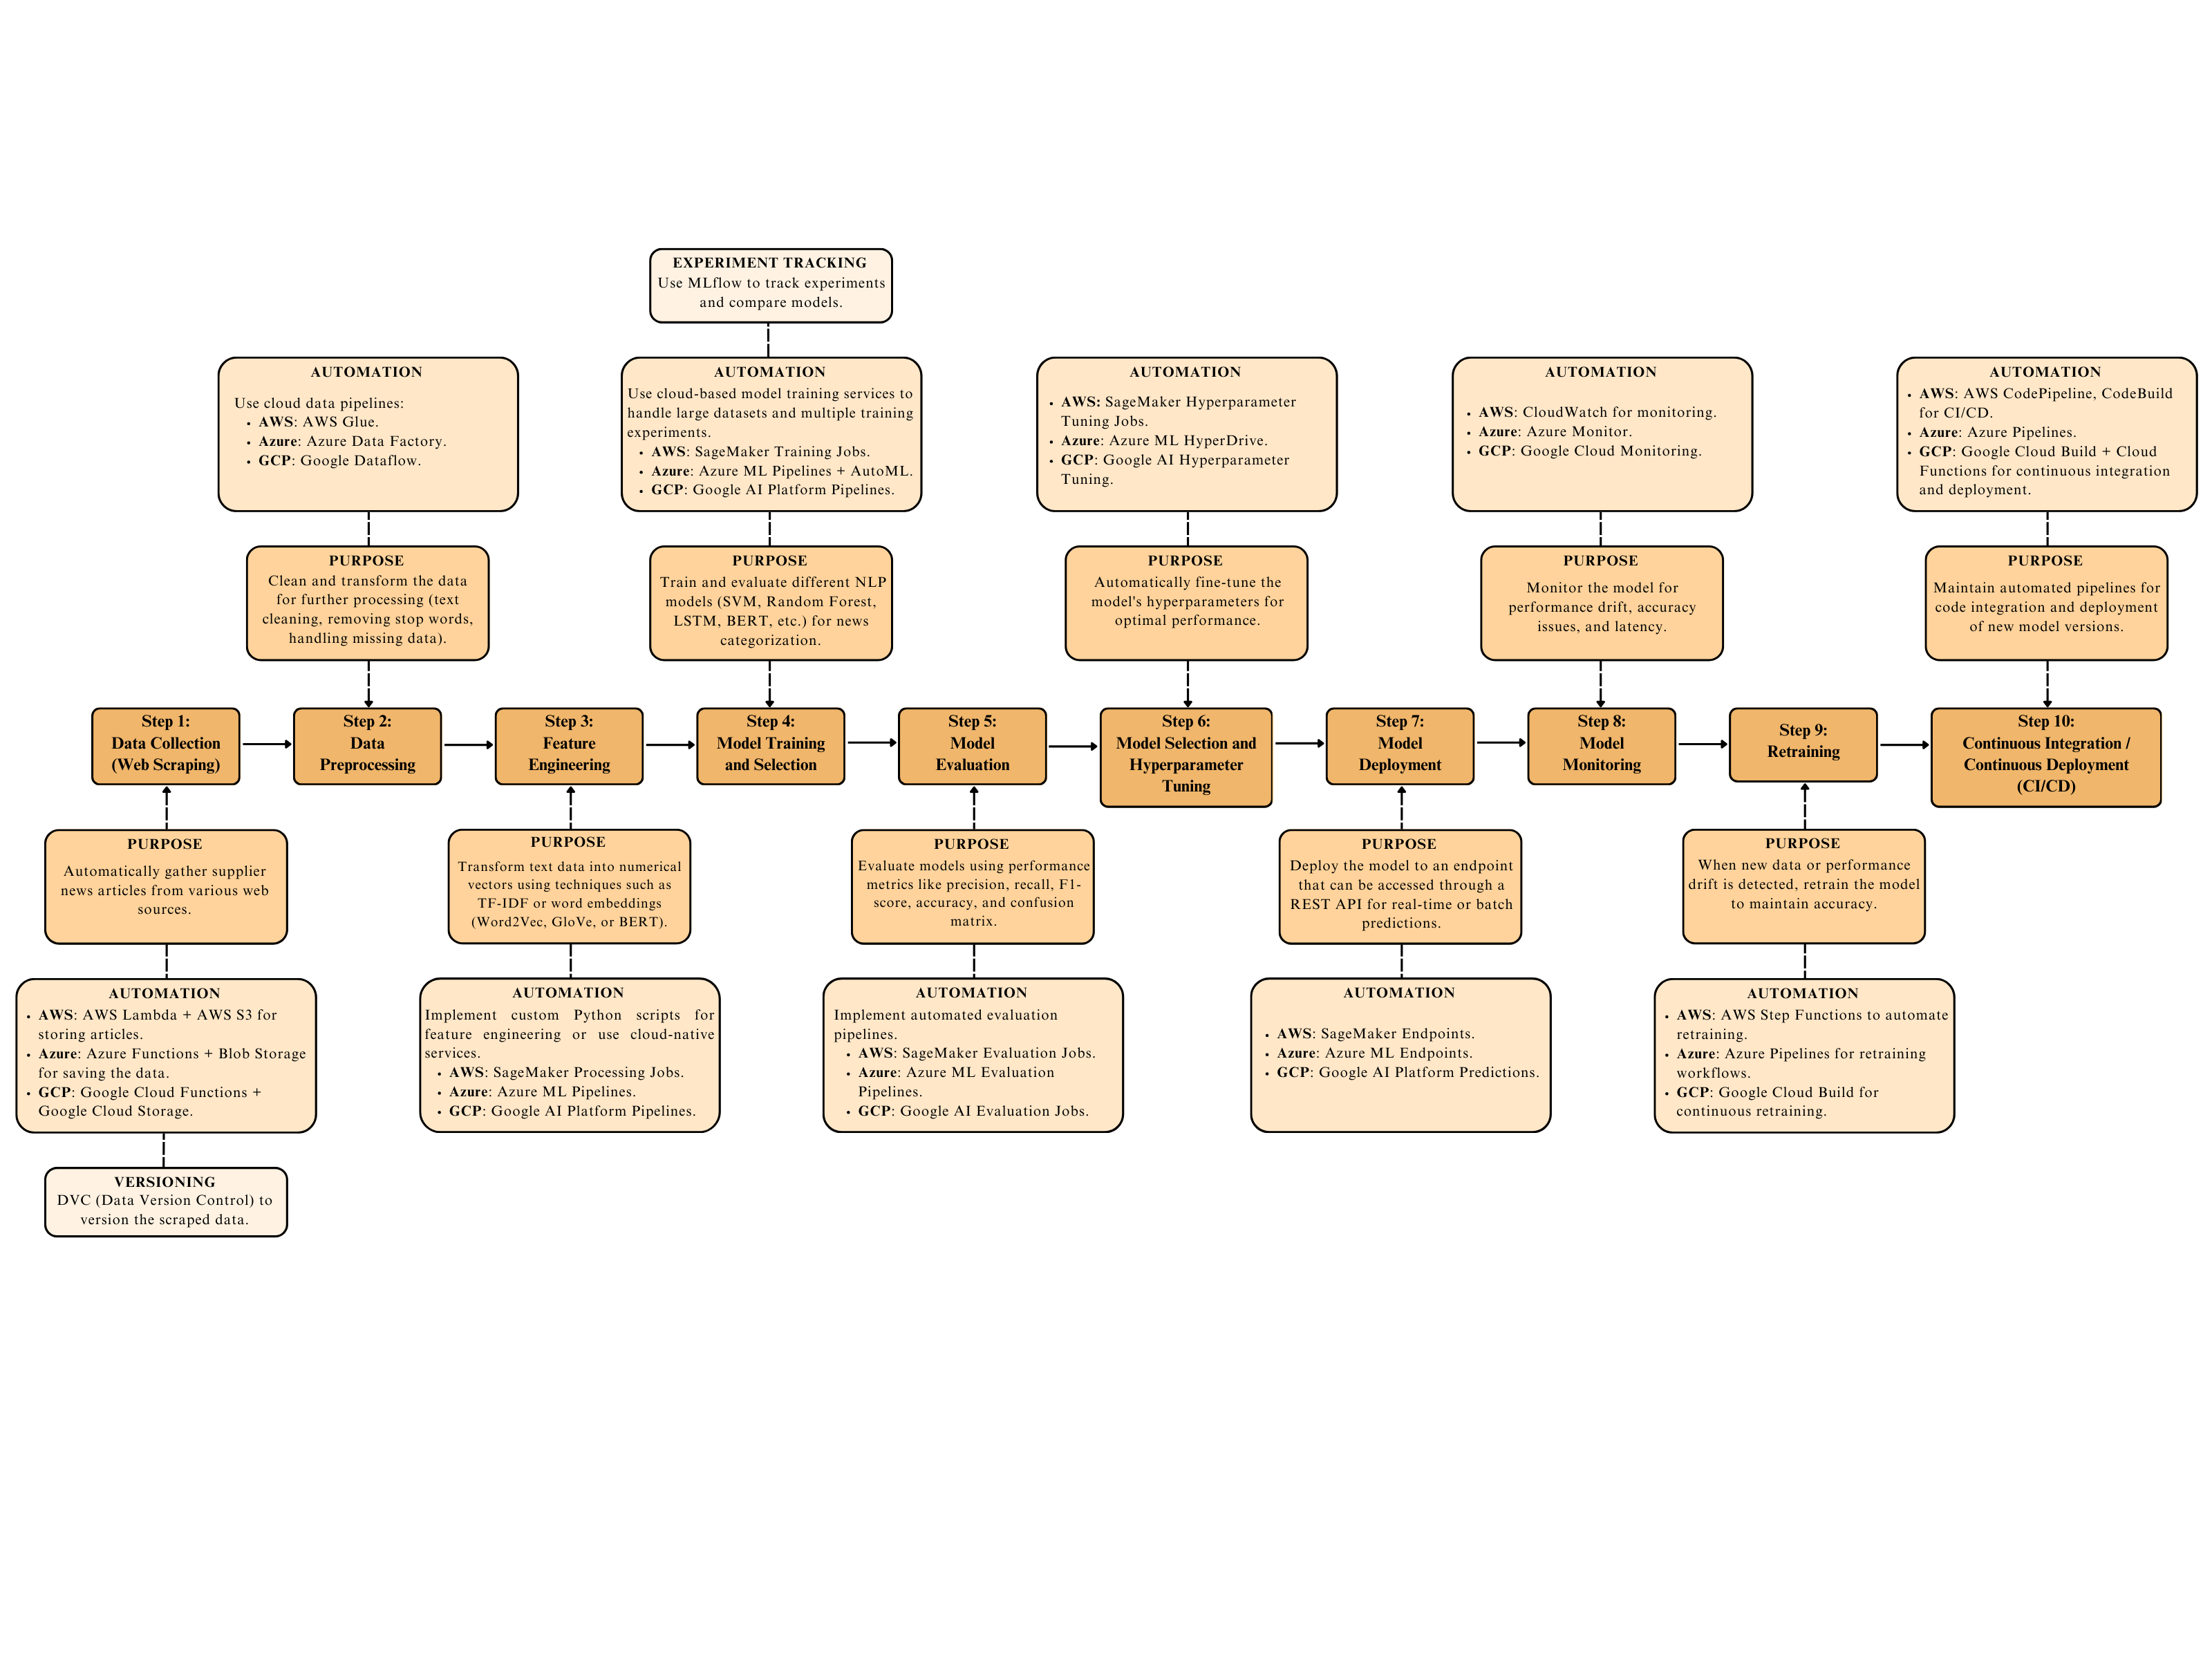 EXPERIMENT TRACKING
Use MLflow to track experiments
and compare models.
AUTOMATION
Use cloud data pipelines:
• AWS: AWS Glue.
• Azure: Azure Data Factory.
• GCP: Google Dataflow.
AUTOMATION
Use cloud-based model training services to
handle large datasets and multiple training
experiments.
• AWS: SageMaker Training Jobs.
• Azure: Azure ML Pipelines + AutoML.
• GCP: Google AI Platform Pipelines.
AUTOMATION
• AWS: SageMaker Hyperparameter
Tuning Jobs.
• Azure: Azure ML HyperDrive.
• GCP: Google AI Hyperparameter
Tuning.
AUTOMATION
• AWS: CloudWatch for monitoring.
• Azure: Azure Monitor.
• GCP: Google Cloud Monitoring.
AUTOMATION
• AWS: AWS CodePipeline, CodeBuild
for CI/CD.
• Azure: Azure Pipelines.
• GCP: Google Cloud Build + Cloud
Functions for continuous integration
and deployment.
PURPOSE
Clean and transform the data
for further processing (text
cleaning, removing stop words,
handling missing data).
PURPOSE
Train and evaluate different NLP
models (SVM, Random Forest,
LSTM, BERT, etc.) for news
categorization.
PURPOSE
Automatically fine-tune the
model's hyperparameters for
optimal performance.
PURPOSE
Monitor the model for
performance drift, accuracy
issues, and latency.
PURPOSE
Maintain automated pipelines for
code integration and deployment
of new model versions.
Step 1:
Data Collection
(Web Scraping)
Step 2:
Data
Preprocessing
Step 3:
Feature
Engineering
Step 4:
Model Training
and Selection
Step 5:
Model
Evaluation
Step 6:
Model Selection and
Hyperparameter
Tuning
Step 7:
Model
Deployment
Step 8:
Model
Monitoring
Step 9:
Retraining
Step 10:
Continuous Integration /
Continuous Deployment
(CI/CD)
PURPOSE
Automatically gather supplier
news articles from various web
sources.
PURPOSE
Transform text data into numerical
vectors using techniques such as
TF-IDF or word embeddings
(Word2Vec, GloVe, or BERT).
PURPOSE
Evaluate models using performance
metrics like precision, recall, F1-
score, accuracy, and confusion
matrix.
PURPOSE
Deploy the model to an endpoint
that can be accessed through a
REST API for real-time or batch
predictions.
PURPOSE
When new data or performance
drift is detected, retrain the model
to maintain accuracy.
AUTOMATION
• AWS: AWS Lambda + AWS S3 for
storing articles.
• Azure: Azure Functions + Blob Storage
for saving the data.
• GCP: Google Cloud Functions +
Google Cloud Storage.
AUTOMATION
Implement custom Python scripts for
feature engineering or use cloud-native
services.
• AWS: SageMaker Processing Jobs.
• Azure: Azure ML Pipelines.
• GCP: Google AI Platform Pipelines.
AUTOMATION
Implement automated evaluation
pipelines.
• AWS: SageMaker Evaluation Jobs.
• Azure: Azure ML Evaluation
Pipelines.
• GCP: Google AI Evaluation Jobs.
AUTOMATION
• AWS: SageMaker Endpoints.
• Azure: Azure ML Endpoints.
• GCP: Google AI Platform Predictions.
AUTOMATION
• AWS: AWS Step Functions to automate
retraining.
• Azure: Azure Pipelines for retraining
workflows.
• GCP: Google Cloud Build for
continuous retraining.
VERSIONING
DVC (Data Version Control) to
version the scraped data.